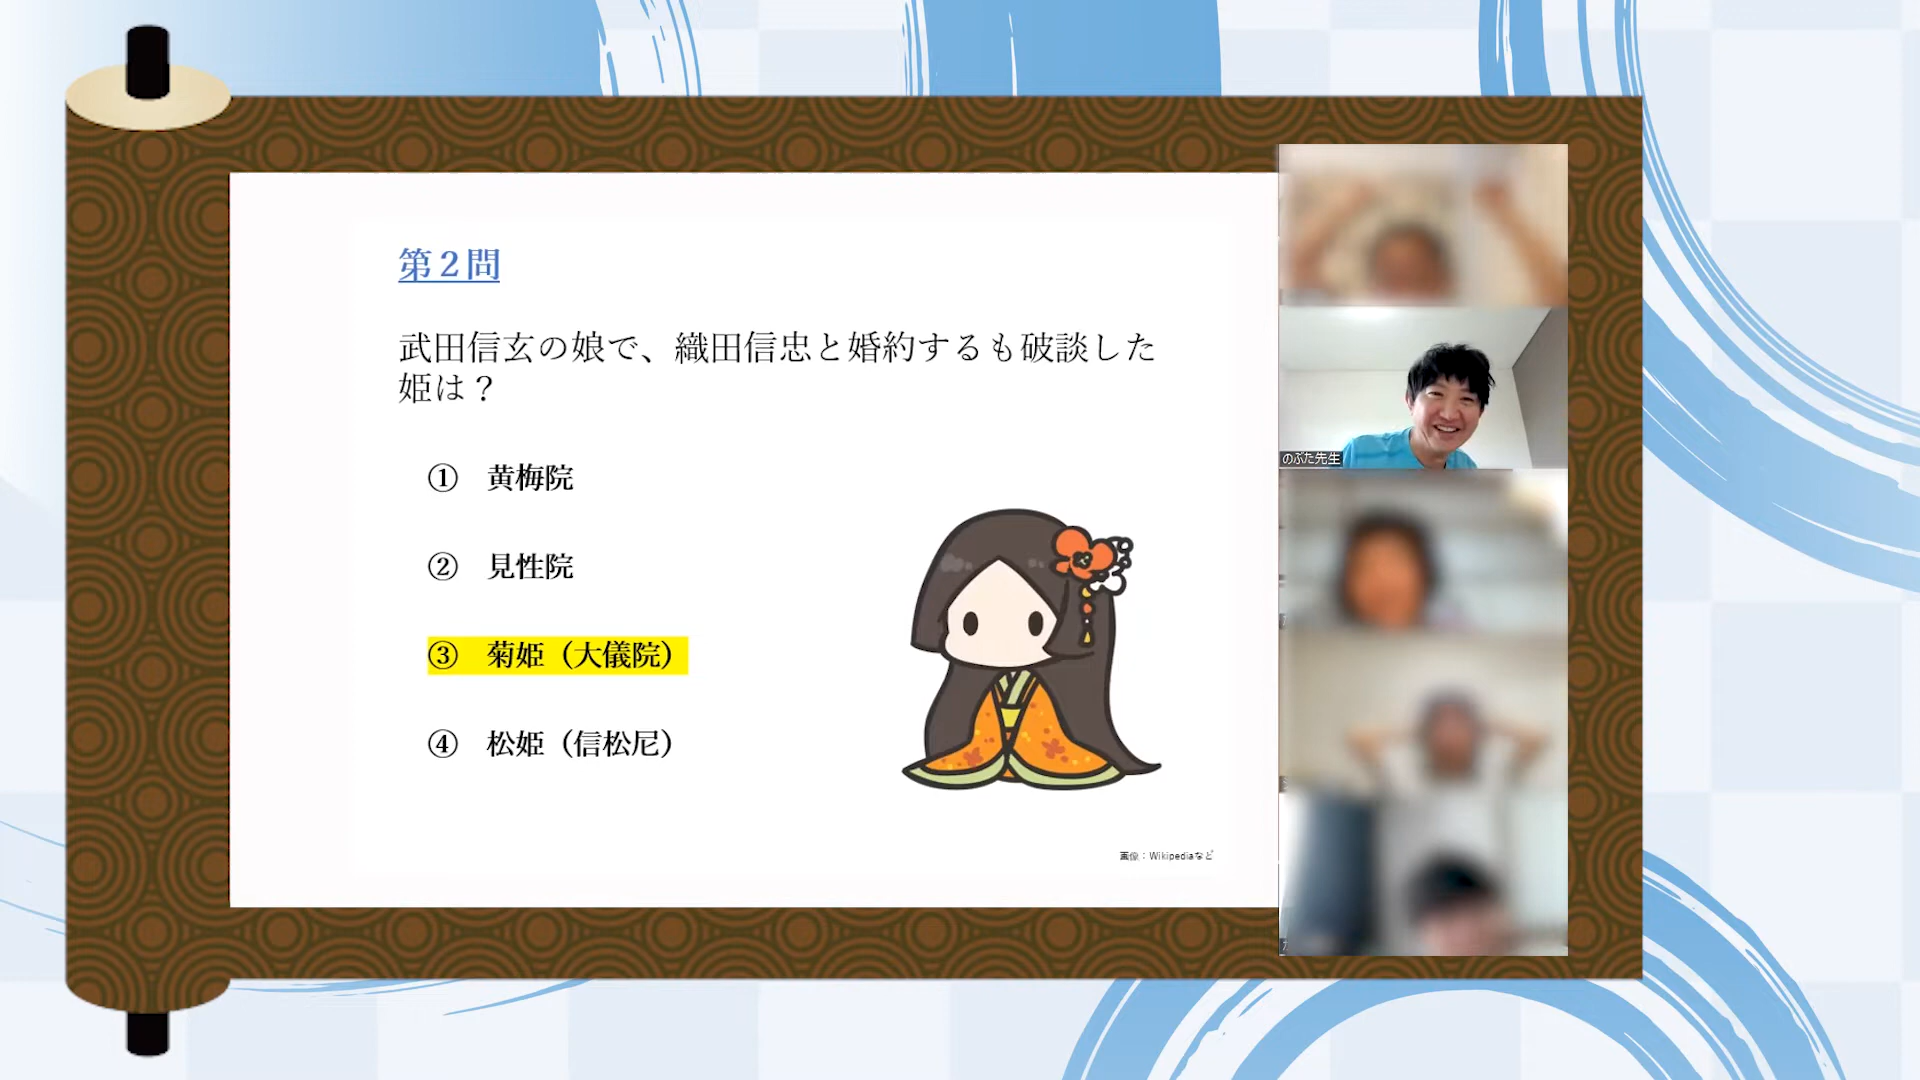 第２問
武田信玄の娘で、織田信忠と婚約するも破談した
姫は？
①　黄梅院
②　見性院
③　菊姫（大儀院）
④　松姫（信松尼）
画像：Wikipediaなど
のぶた先生